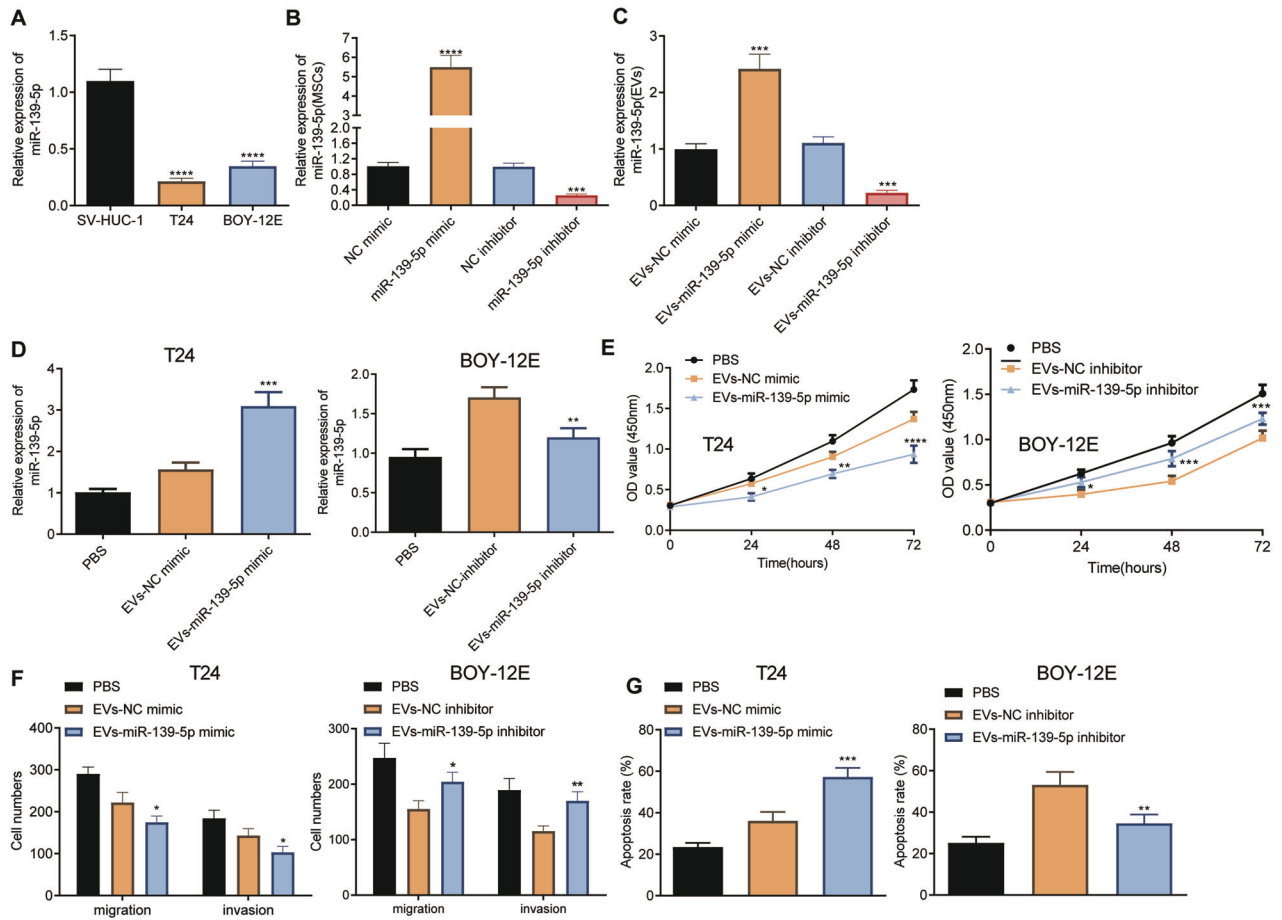 A
Relative expression of
miR-139-5p
1.5
1.0
0.5
0.0
****
****
SV-HUC-1
T24
BOY-12E
B
Relative expression of
miR-139-5p(MSCs)
7
6
5
4
3
2.0
1.6
1.2
0.8
0.4
0.0
****
***
NC mimic
miR-139-5p mimic
NC inhibitor
miR-139-5p inhibitor
C
Relative expression of
miR-139-5p(EVs)
3
2
1
0
***
***
EVs-NC mimic
EVs-miR-139-5p mimic
EVs-NC inhibitor
EVs-miR-139-5p inhibitor
D
T24
Relative expression of
miR-139-5p
4
3
2
1
0
***
PBS
EVs-NC mimic
EVs-miR-139-5p mimic
BOY-12E
Relative expression of
miR-139-5p
2.0
1.5
1.0
0.5
0.0
**
PBS
EVs-NC-inhibitor
EVs-miR-139-5p inhibitor
E
PBS
EVs-NC mimic
EVs-miR-139-5p mimic
T24
OD value (450nm)
2.0
1.5
1.0
0.5
0.0
*
**
****
0
24
48
72
Time(hours)
PBS
EVs-NC inhibitor
EVs-miR-139-5p inhibitor
BOY-12E
OD value (450nm)
2.0
1.5
1.0
0.5
0.0
*
***
***
0
24
48
72
Time(hours)
F
T24
PBS
EVs-NC mimic
EVs-miR-139-5p mimic
Cell numbers
400
300
200
100
0
*
*
migration
invasion
BOY-12E
PBS
EVs-NC inhibitor
EVs-miR-139-5p inhibitor
Cell numbers
300
200
100
0
*
**
migration
invasion
G
T24
PBS
EVs-NC mimic
EVs-miR-139-5p mimic
Apoptosis rate (%)
80
60
40
20
0
***
BOY-12E
PBS
EVs-NC inhibitor
EVs-miR-139-5p inhibitor
Apoptosis rate (%)
80
60
40
20
0
**